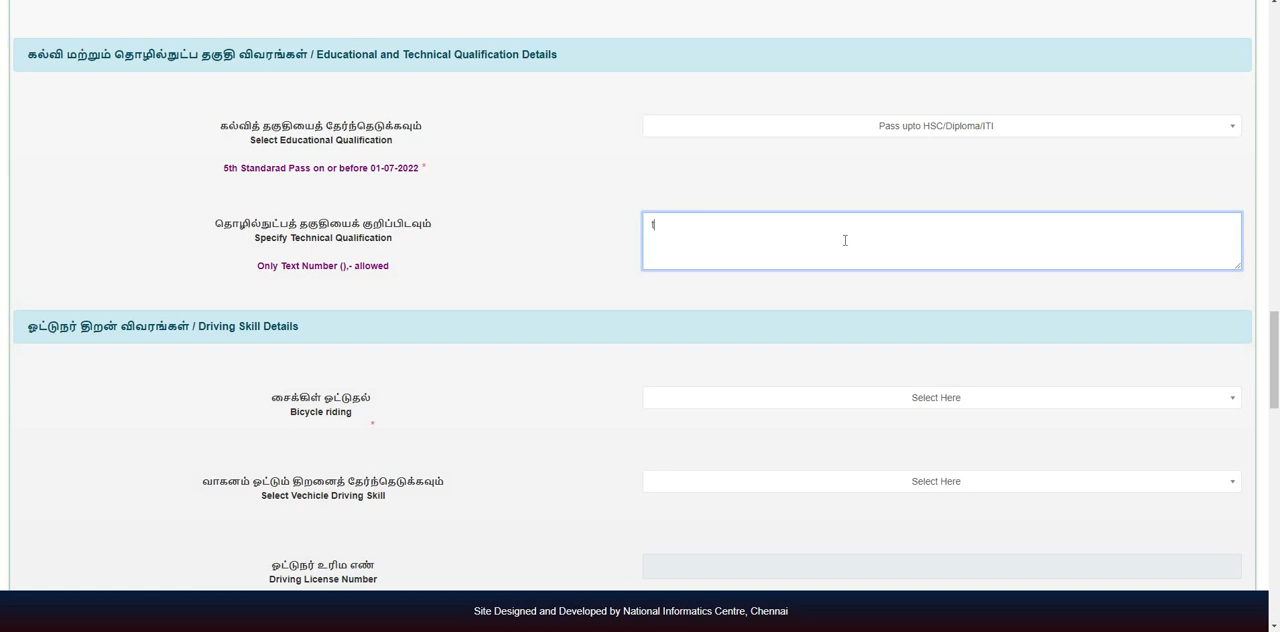 கல்வி மற்றும் தொழில்நுட்ப தகுதி விவரங்கள் / Educational and Technical Qualification Details
கல்வித் தகுதியைத் தேர்ந்தெடுக்கவும்
Select Educational Qualification
Pass upto HSC/Diploma/ITI
5th Standarad Pass on or before 01-07-2022 *
தொழில்நுட்பத் தகுதியைக் குறிப்பிடவும்
Specify Technical Qualification
t
Only Text Number (),- allowed
ஓட்டுநர் திறன் விவரங்கள் / Driving Skill Details
சைக்கிள் ஓட்டுதல்
Bicycle riding
*
Select Here
வாகனம் ஓட்டும் திறனைத் தேர்ந்தெடுக்கவும்
Select Vechicle Driving Skill
Select Here
ஓட்டுநர் உரிம எண்
Driving License Number
Site Designed and Developed by National Informatics Centre, Chennai